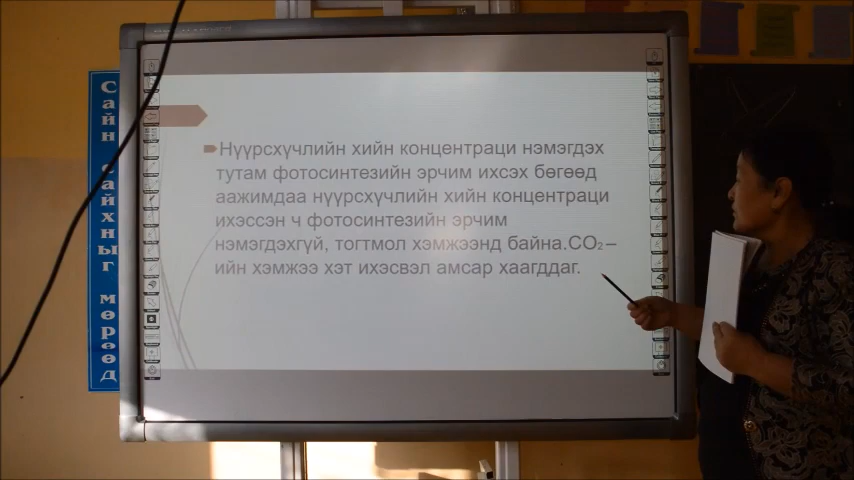 Сайн сайхныг мөрөөд
Нүүрсхүчлийн хийн концентраци нэмэгдэх
тутам фотосинтезийн эрчим ихсэх бөгөөд
аажимдаа нүүрсхүчлийн хийн концентраци
ихэссэн ч фотосинтезийн эрчим
нэмэгдэхгүй, тогтмол хэмжээнд байна.CO₂ –
ийн хэмжээ хэт ихэсвэл амсар хаагддаг.